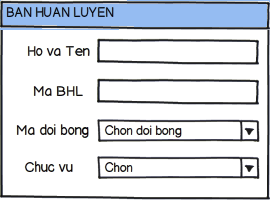 BAN HUAN LUYEN
Ho va Ten
Ma BHL
Ma doi bong Chon doi bong
Chuc vu Chon